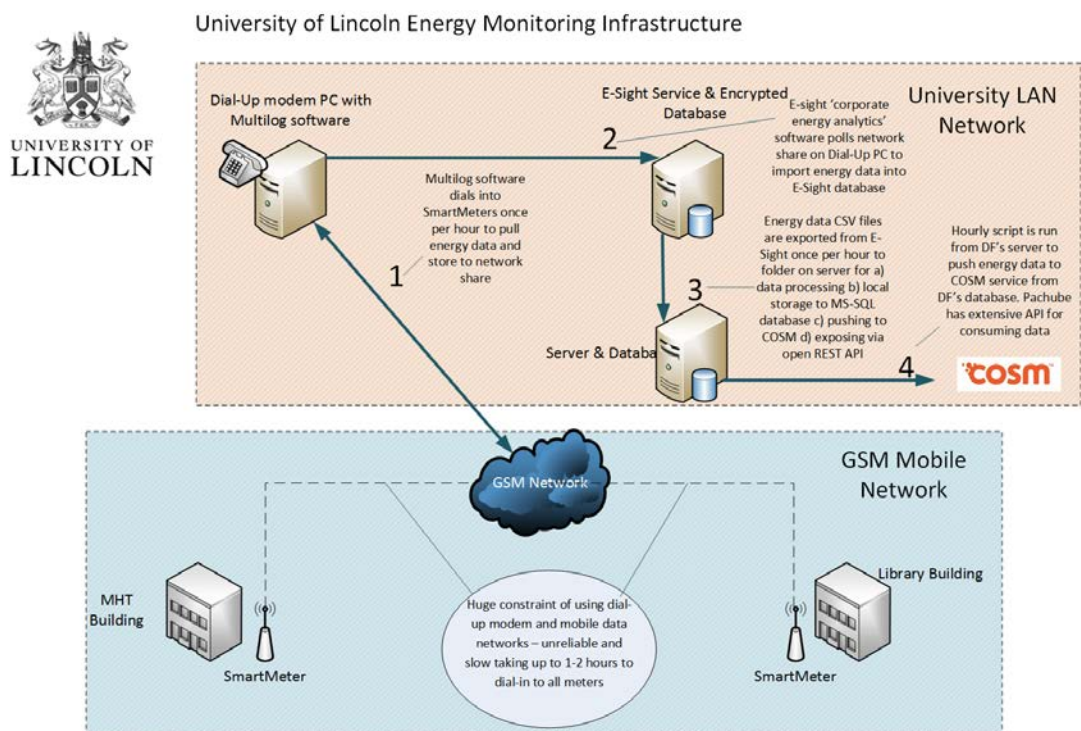 University of Lincoln Energy Monitoring Infrastructure
UNIVERSITY OF
LINCOLN
Dial-Up modem PC with
Multilog software
E-Sight Service & Encrypted
Database
University LAN
Network
2
E-sight ‘corporate
energy analytics’
software polls network
share on Dial-Up PC to
import energy data into
E-Sight database
1
Multilog software
dials into
SmartMeters once
per hour to pull
energy data and
store to network
share
3
Energy data CSV files
are exported from E-
Sight once per hour to
folder on server for a)
data processing b) local
storage to MS-SQL
database c) pushing to
COSM d) exposing via
open REST API
Hourly script is run
from DF’s server to
push energy data to
COSM service from
DF’s database. Pachube
has extensive API for
consuming data
Server & Databa
4
COSM™
GSM Network
GSM Mobile
Network
MHT
Building
SmartMeter
Huge constraint of using dial-
up modem and mobile data
networks – unreliable and
slow taking up to 1-2 hours to
dial-in to all meters
Library Building
SmartMeter